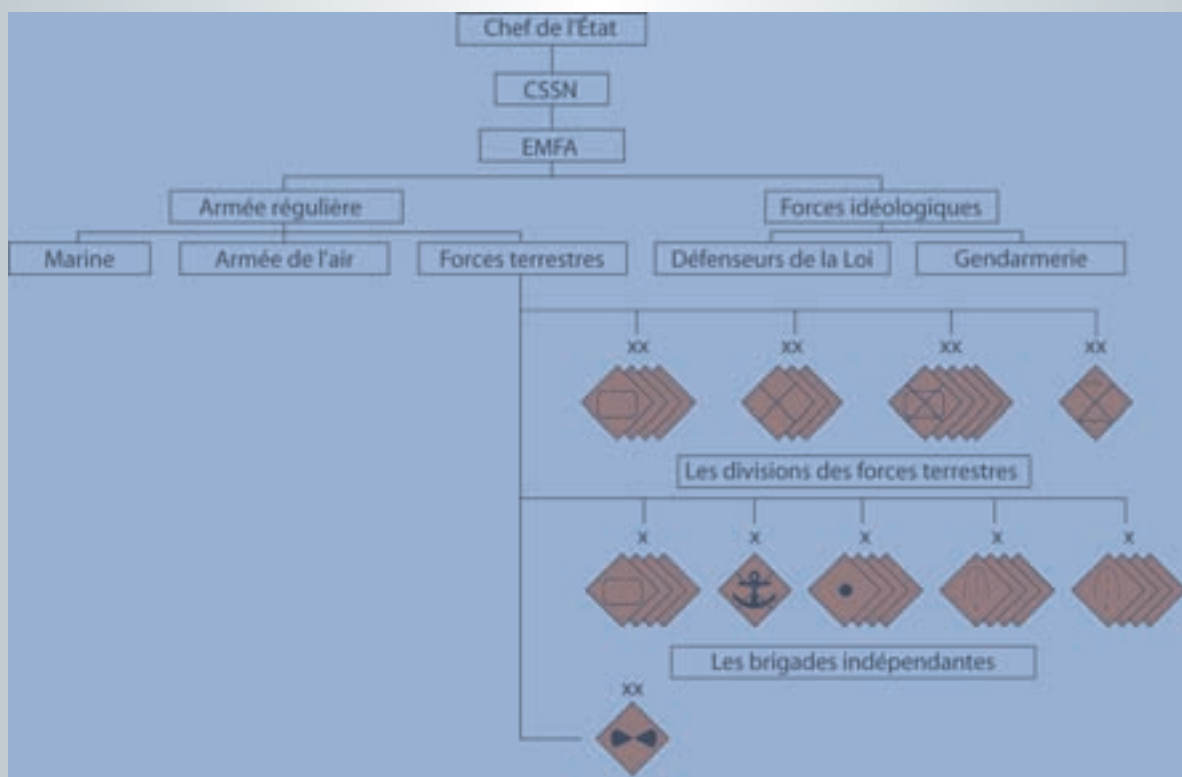 Chef de l'État
CSSN
EMFA
Armée régulière Forces idéologiques
Marine Armée de l'air Forces terrestres Défenseurs de la Loi Gendarmerie
xx xx xx xx
Les divisions des forces terrestres
x x x x x
Les brigades indépendantes
xx